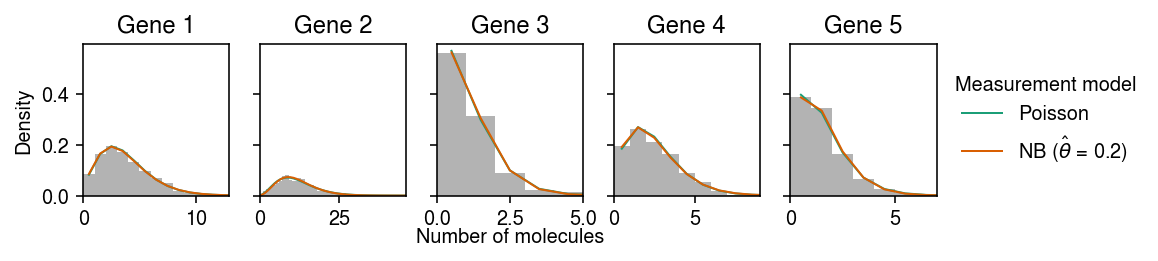 Gene 1 Gene 2 Gene 3 Gene 4 Gene 5
Density
0.4
0.2
0.0
0 10 0 25 0.0 2.5 5.0 0 5 0 5
Number of molecules
Measurement model
Poisson
NB (θ̂ = 0.2)